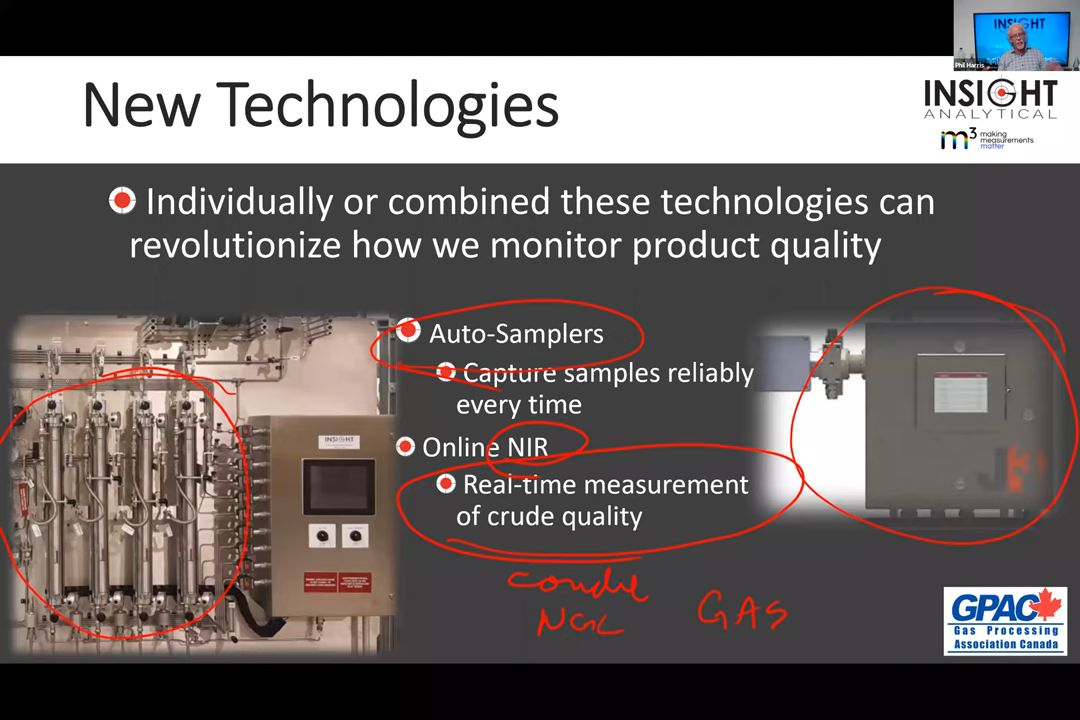 INSIGHT
Phil Harris
New Technologies
INSIGHT
ANALYTICAL
m³ making
measurements
matter
Individually or combined these technologies can
revolutionize how we monitor product quality
Auto-Samplers
Capture samples reliably
every time
Online NIR
Real-time measurement
of crude quality
INSIGHT
GAS
GPAC
Gas Processing
Association Canada